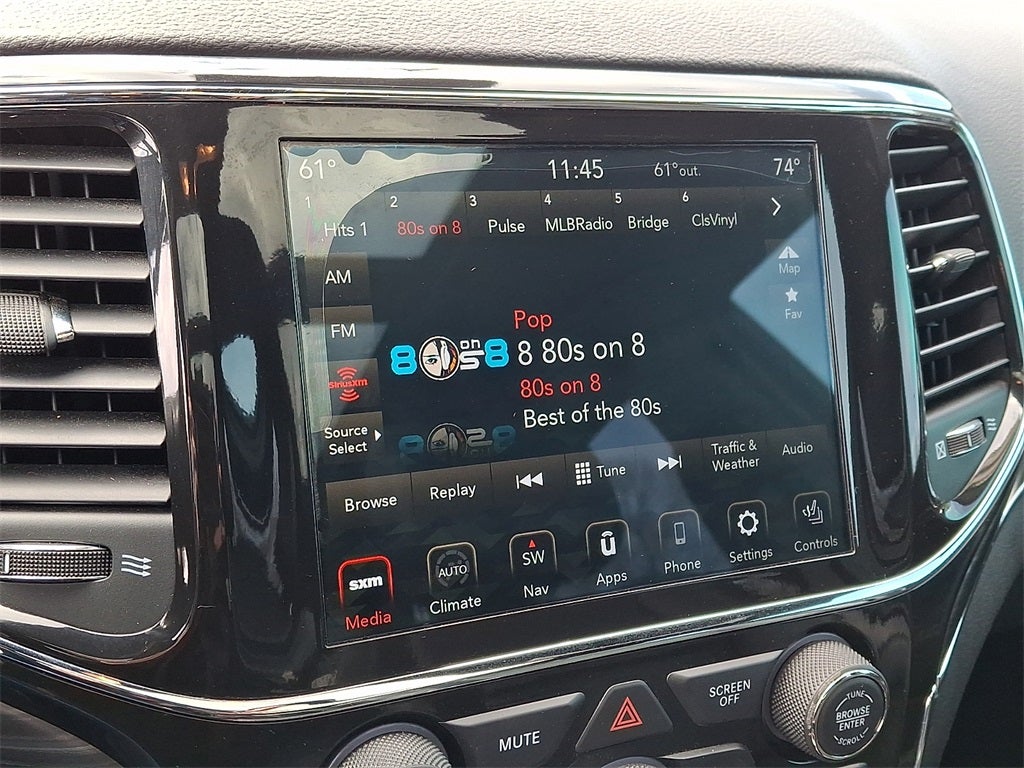 61° 11:45 61°out. 74°
1 2 3 4 5 6
Hits 1 80s on 8 Pulse MLBRadio Bridge ClsVinyl
AM
Map
FM
Fav
Pop
8 on 8
8 80s on 8
siriusxm
80s on 8
Best of the 80s
Source
Select
Browse Replay Tune Traffic &
Weather
Audio
sxm AUTO SW U
Media Climate Nav Apps Phone Settings Controls
MUTE
SCREEN
OFF
TUNE
BROWSE
ENTER
SCROLL